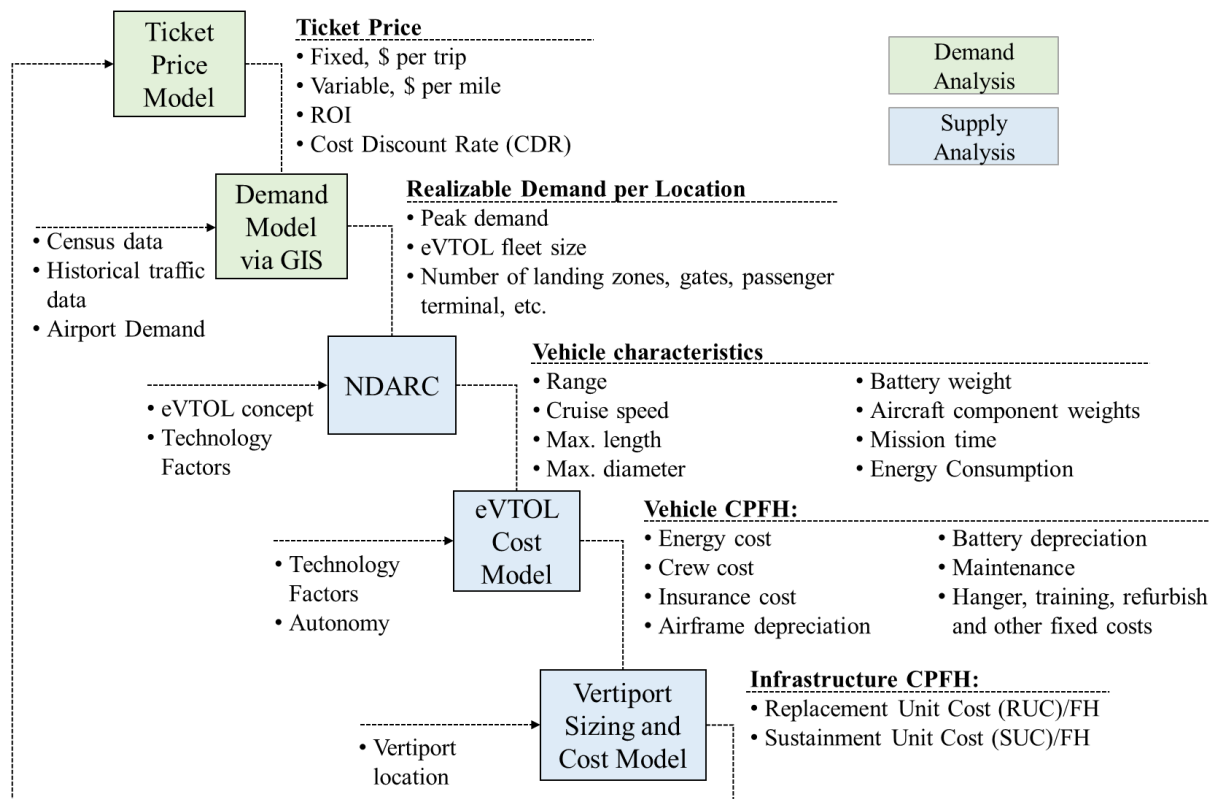 Ticket
Price
Model
Ticket Price
• Fixed, $ per trip
• Variable, $ per mile
• ROI
• Cost Discount Rate (CDR)
Demand
Analysis
Supply
Analysis
Demand
Model
via GIS
• Census data
• Historical traffic
data
• Airport Demand
Realizable Demand per Location
• Peak demand
• eVTOL fleet size
• Number of landing zones, gates, passenger
terminal, etc.
NDARC
• eVTOL concept
• Technology
Factors
Vehicle characteristics
• Range
• Cruise speed
• Max. length
• Max. diameter
• Battery weight
• Aircraft component weights
• Mission time
• Energy Consumption
eVTOL
Cost
Model
• Technology
Factors
• Autonomy
Vehicle CPFH:
• Energy cost
• Crew cost
• Insurance cost
• Airframe depreciation
• Battery depreciation
• Maintenance
• Hanger, training, refurbish
and other fixed costs
Vertiport
Sizing and
Cost Model
• Vertiport
location
Infrastructure CPFH:
• Replacement Unit Cost (RUC)/FH
• Sustainment Unit Cost (SUC)/FH